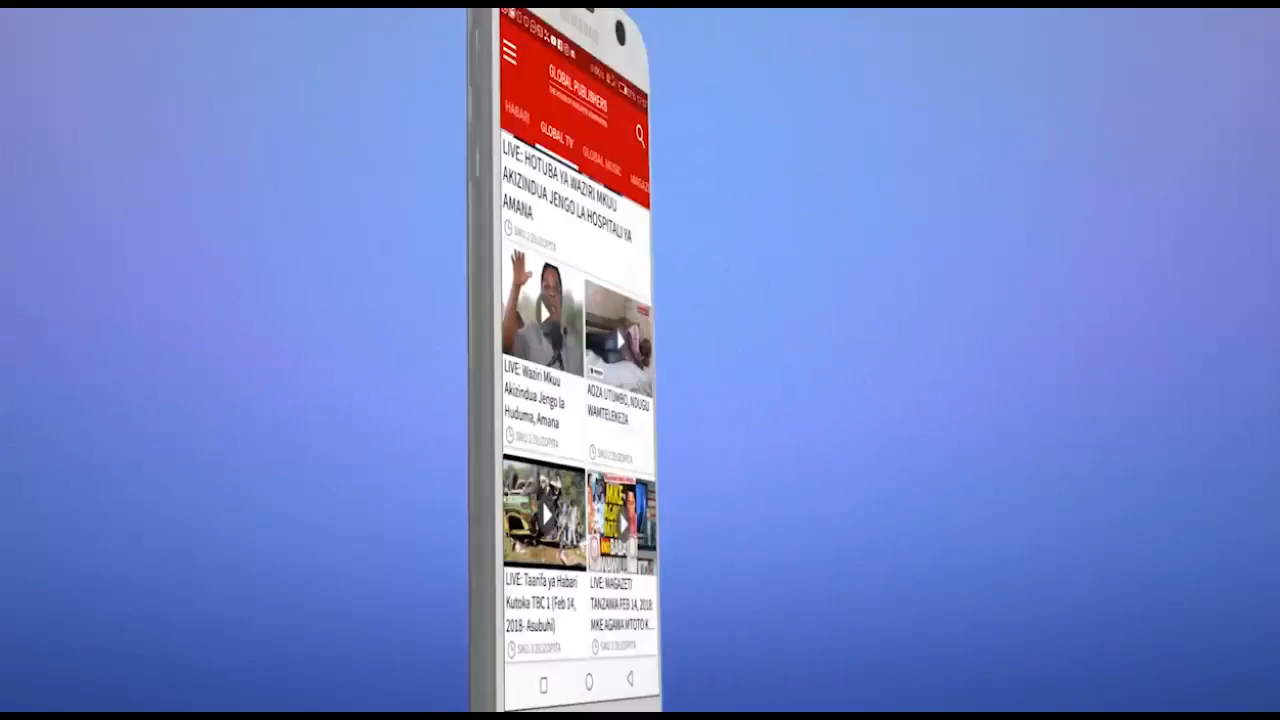 GLOBAL PUBLISHERS
HABARI
GLOBAL TV
GLOBAL MUSIC
MAGAZ
LIVE: HOTUBA YA WAZIRI MKUU
AKIZINDUA JENGO LA HOSPITALI YA
AMANA
LIVE: Waziri Mkuu
Akizindua Jengo la
Huduma, Amana
AOZA UTUMBO, NDUGU
WAMTELEKEZA
MKE
LIVE: Taarifa ya Habari
Kutoka TBC 1 (Feb 14,
2018- Asubuhi)
LIVE: MAGAZETI
TANZANIA FEB 14, 2018:
MKE AGAWA MTOTO K...